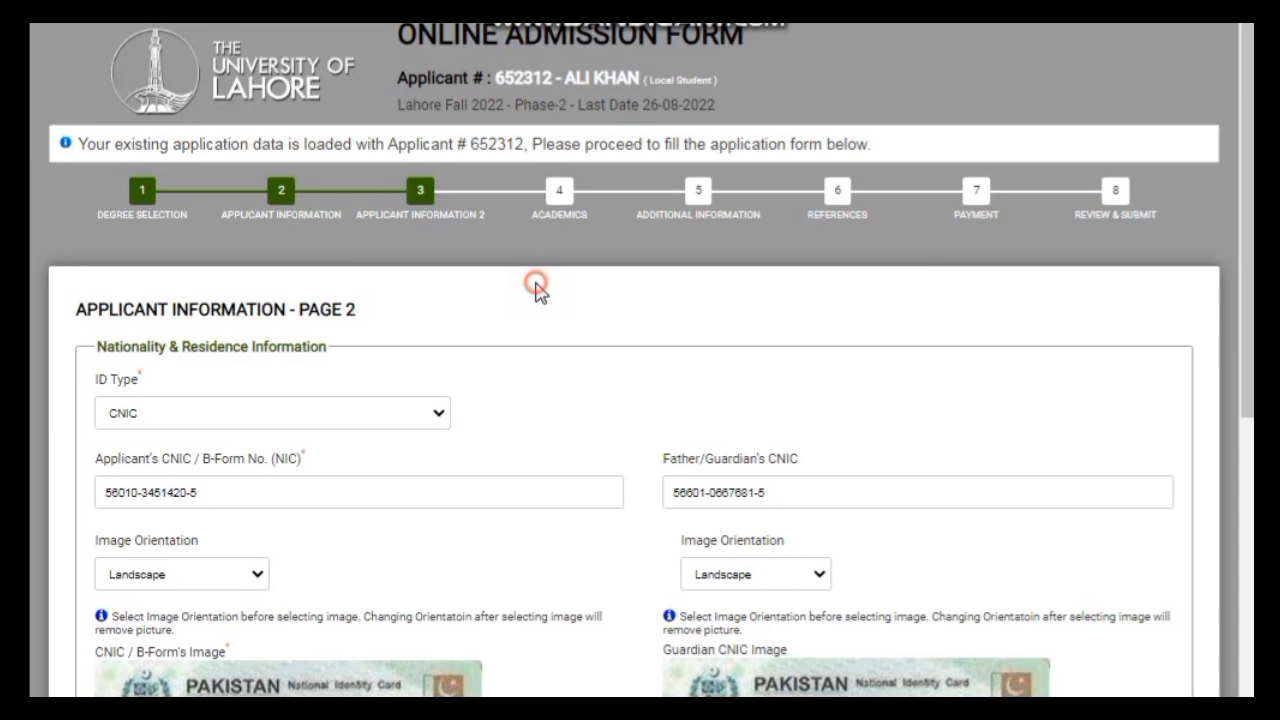 ONLINE ADMISSION FORM
THE
UNIVERSITY OF
LAHORE
Applicant # : 652312 - ALI KHAN ( Local Student )
Lahore Fall 2022 - Phase-2 - Last Date 26-08-2022
Your existing application data is loaded with Applicant # 652312, Please proceed to fill the application form below.
1 2 3 4 5 6 7 8
DEGREE SELECTION APPLICANT INFORMATION APPLICANT INFORMATION 2 ACADEMICS ADDITIONAL INFORMATION REFERENCES PAYMENT REVIEW & SUBMIT
APPLICANT INFORMATION - PAGE 2
Nationality & Residence Information
ID Type*
CNIC
Applicant's CNIC / B-Form No. (NIC)* Father/Guardian's CNIC
56010-3451420-5 56601-0667681-5
Image Orientation Image Orientation
Landscape Landscape
Select Image Orientation before selecting image. Changing Orientatoin after selecting image will Select Image Orientation before selecting image. Changing Orientatoin after selecting image will
remove picture. remove picture.
CNIC / B-Form's Image* Guardian CNIC Image
PAKISTAN National Identity Card PAKISTAN National Identity Card